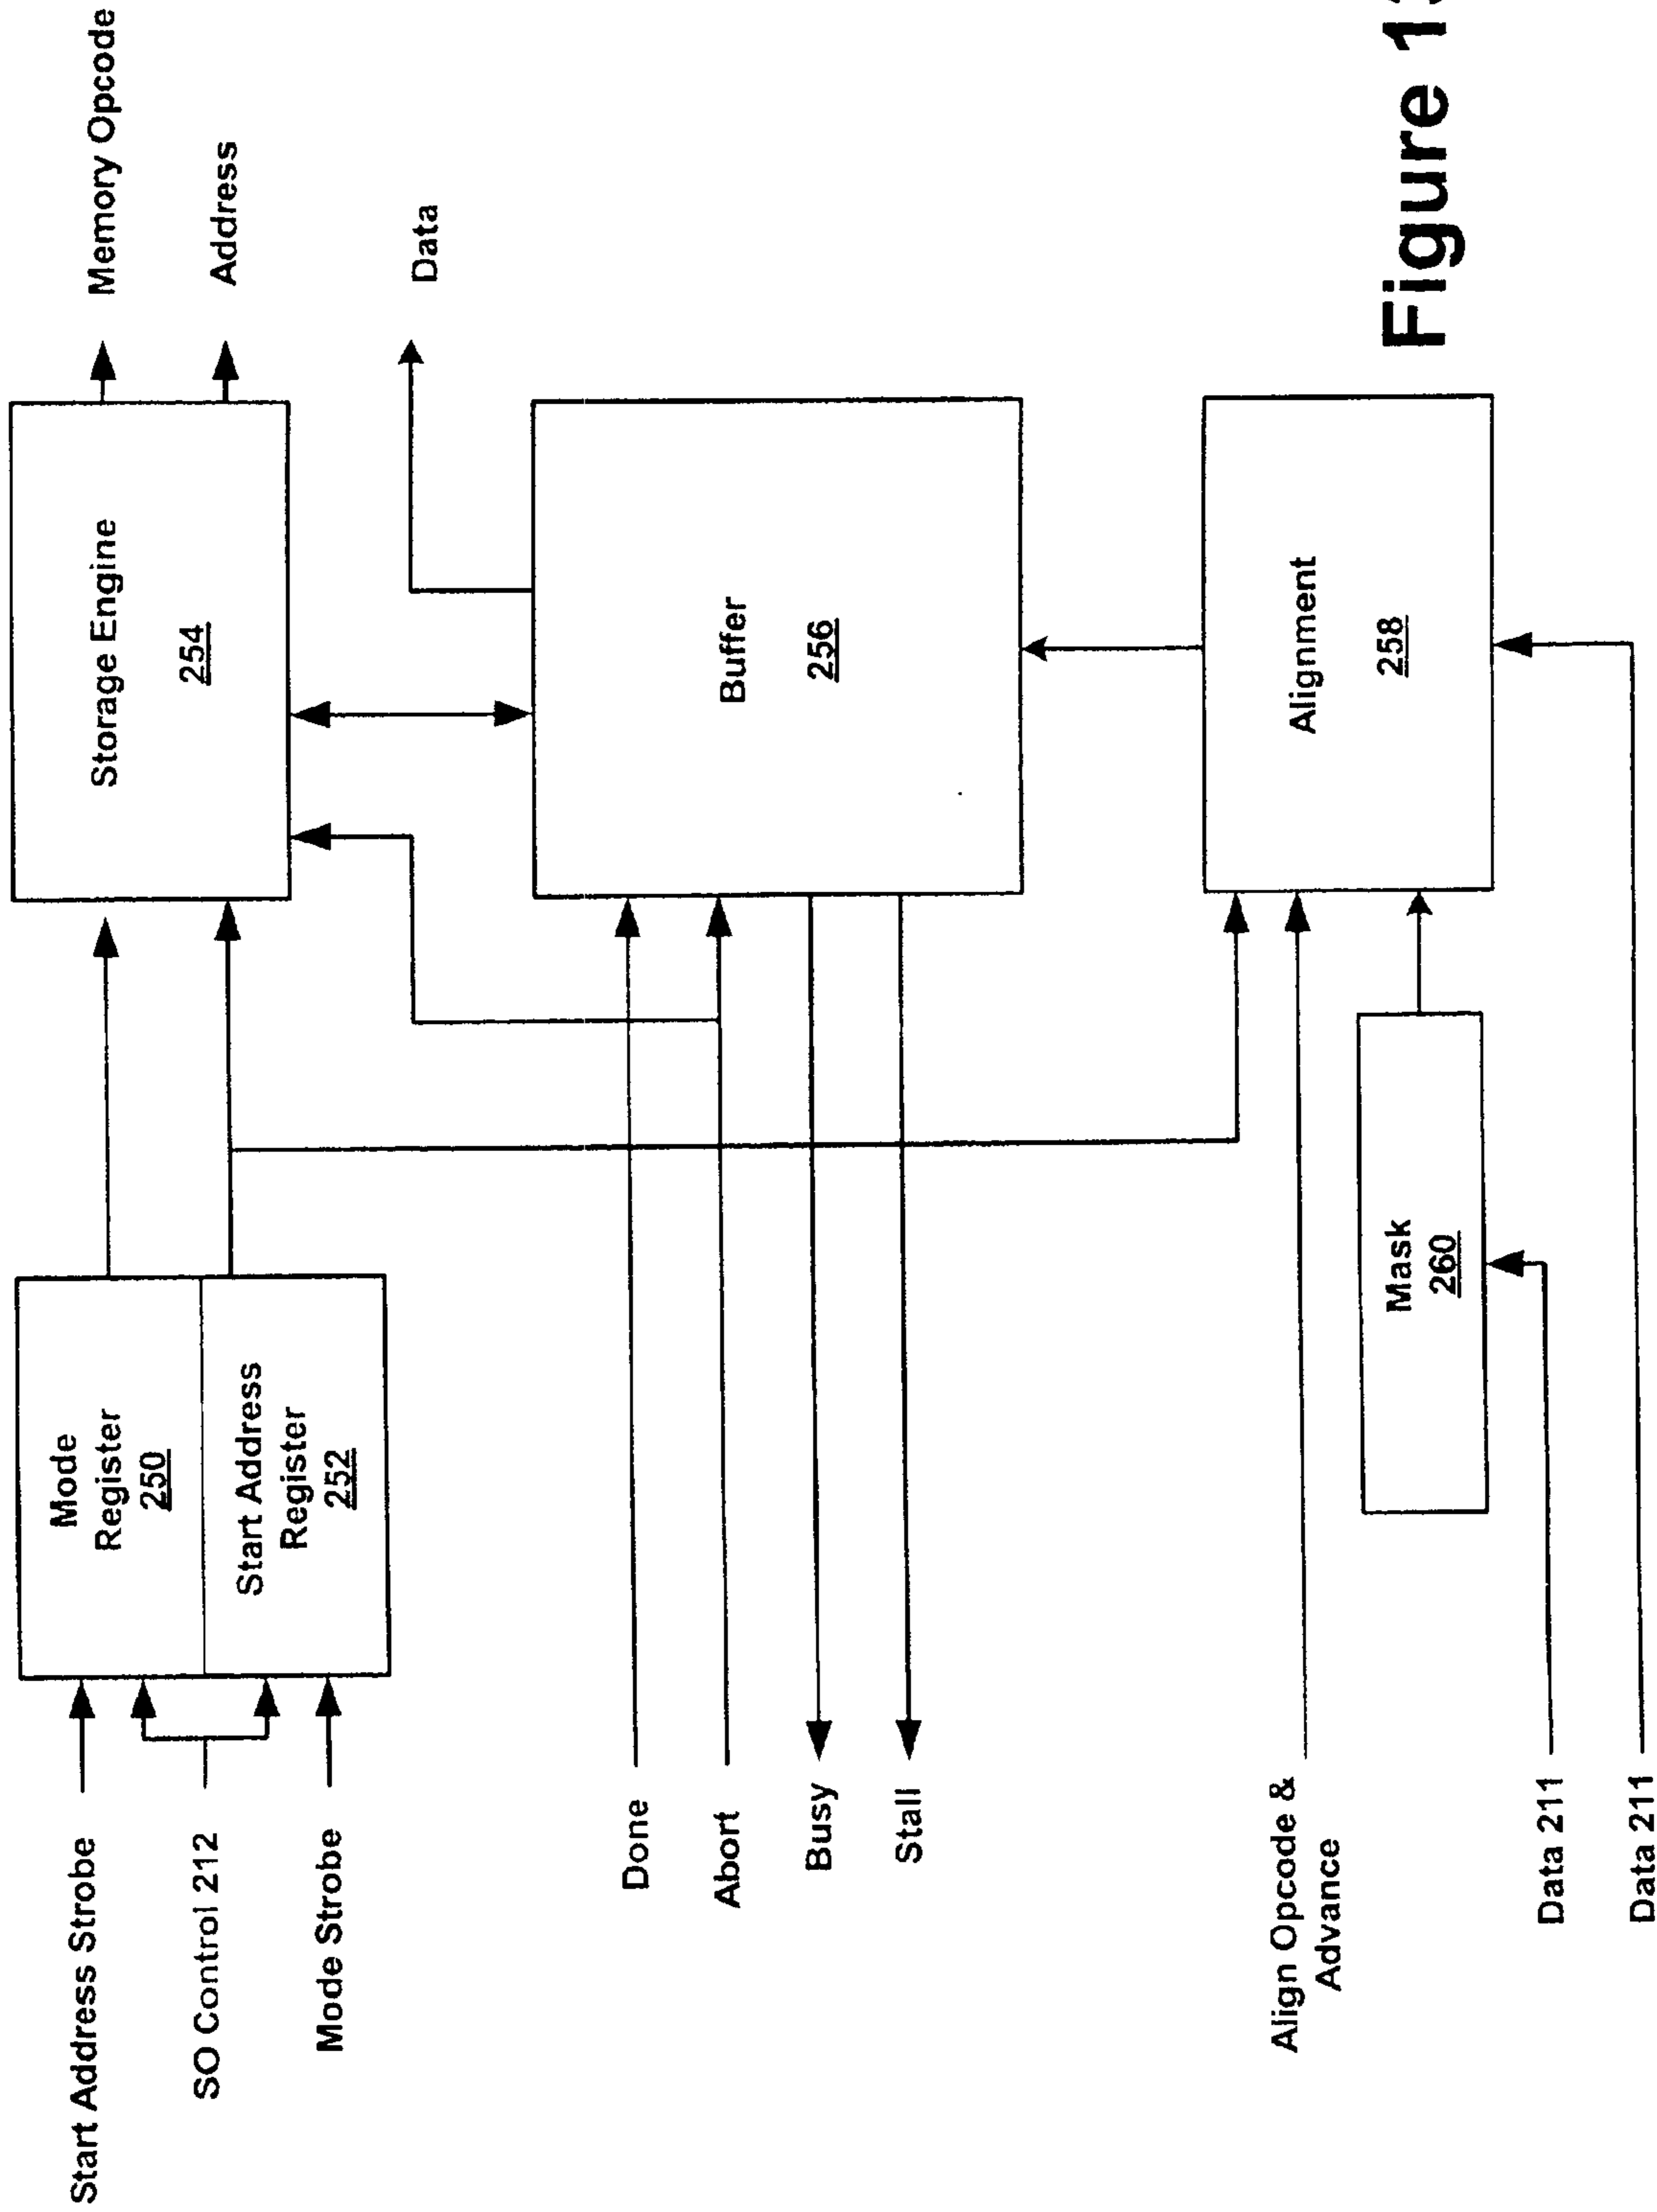 Start Address Strobe
SO Control 212
Mode Strobe
Mode
Register
250
Start Address
Register
252
Storage Engine
254
Memory Opcode
Address
Data
Done
Abort
Busy
Stall
Buffer
256
Align Opcode &
Advance
Alignment
258
Mask
260
Data 211
Data 211
Figure